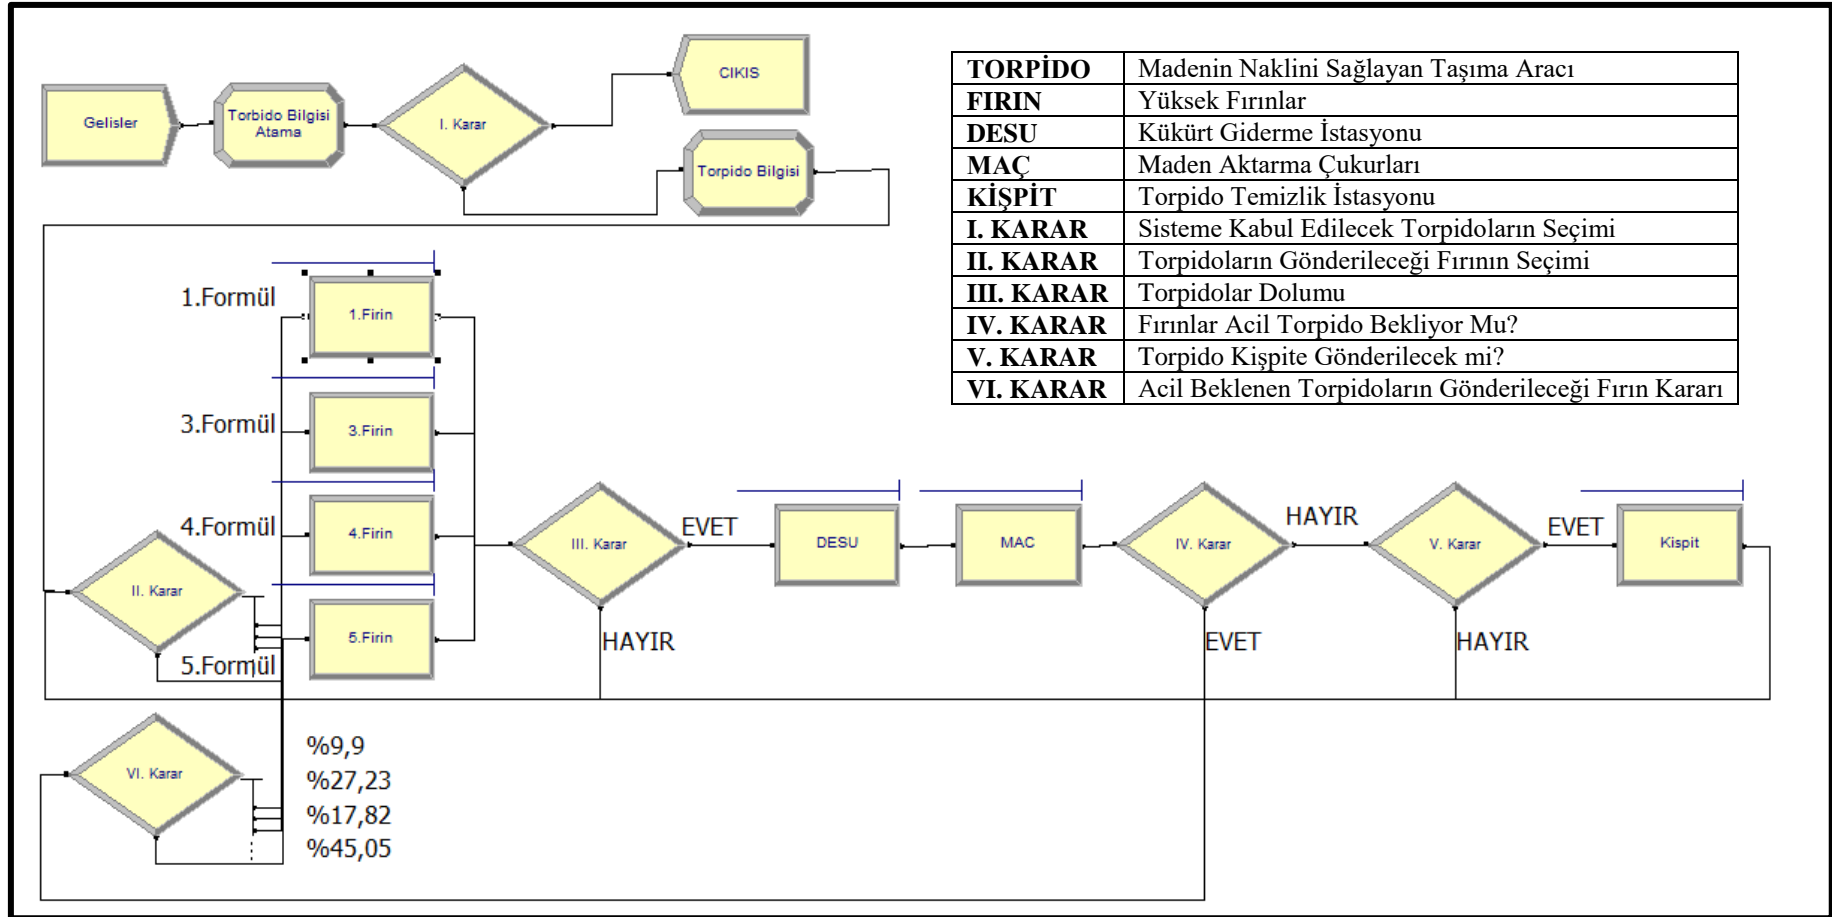 CIKIS
Gelisler
Torbido Bilgisi
Atama
I. Karar
Torpido Bilgisi
TORPİDO Madenin Naklini Sağlayan Taşıma Aracı
FIRIN Yüksek Fırınlar
DESU Kükürt Giderme İstasyonu
MAÇ Maden Aktarma Çukurları
KİŞPİT Torpido Temizlik İstasyonu
I. KARAR Sisteme Kabul Edilecek Torpidoların Seçimi
II. KARAR Torpidoların Gönderileceği Fırının Seçimi
III. KARAR Torpidolar Dolumu
IV. KARAR Fırınlar Acil Torpido Bekliyor Mu?
V. KARAR Torpido Kişpite Gönderilecek mi?
VI. KARAR Acil Beklenen Torpidoların Gönderileceği Fırın Kararı
1.Formül
1.Firin
3.Formül
3.Firin
4.Formül
4.Firin
II. Karar
5.Formül
5.Firin
III. Karar
EVET
HAYIR
DESU
MAC
IV. Karar
HAYIR
EVET
V. Karar
EVET
HAYIR
Kispit
VI. Karar
%9,9
%27,23
%17,82
%45,05